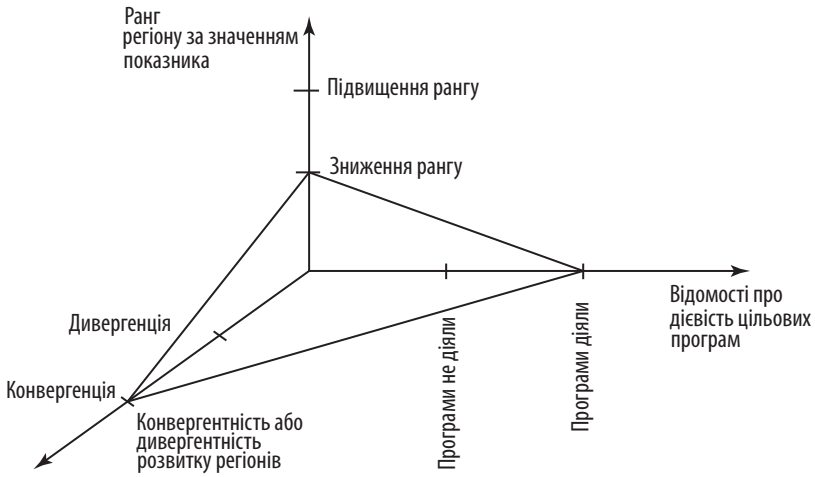 Ранг
регіону за значенням
показника
Підвищення рангу
Зниження рангу
Відомості про
дієвість цільових
програм
Дивергенція
Програми не діяли
Програми діяли
Конвергенція
Конвергентність або
дивергентність
розвитку регіонів